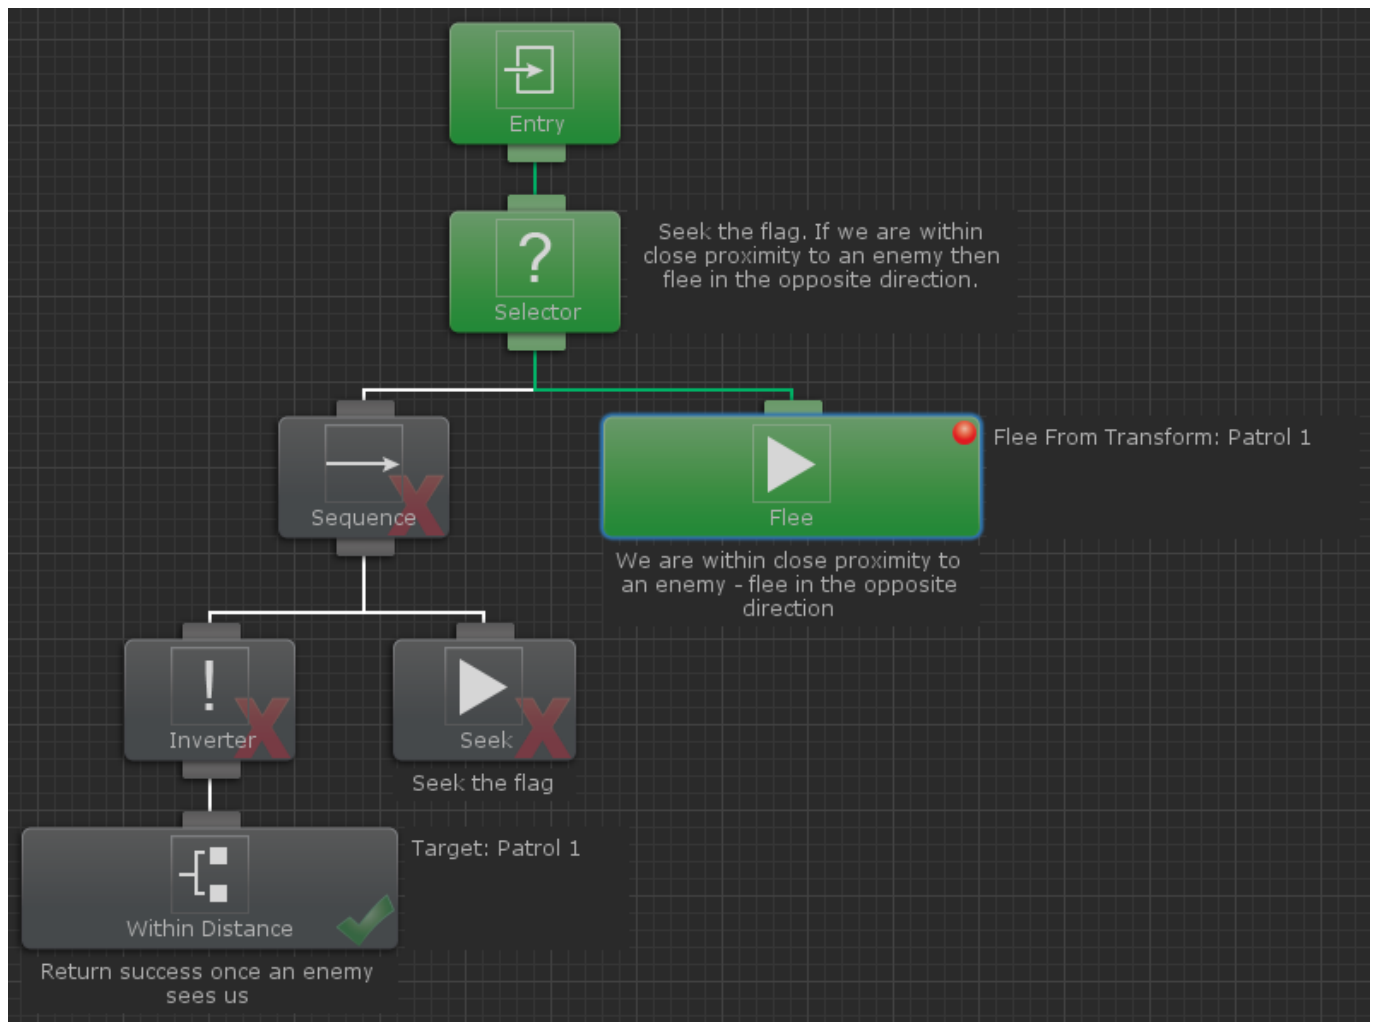 Entry
?
Selector
Seek the flag. If we are within
close proximity to an enemy then
flee in the opposite direction.
Sequence
X
Flee
Flee From Transform: Patrol 1
We are within close proximity to
an enemy - flee in the opposite
direction
!
Inverter
X
Seek
X
Seek the flag
Within Distance
Target: Patrol 1
Return success once an enemy
sees us